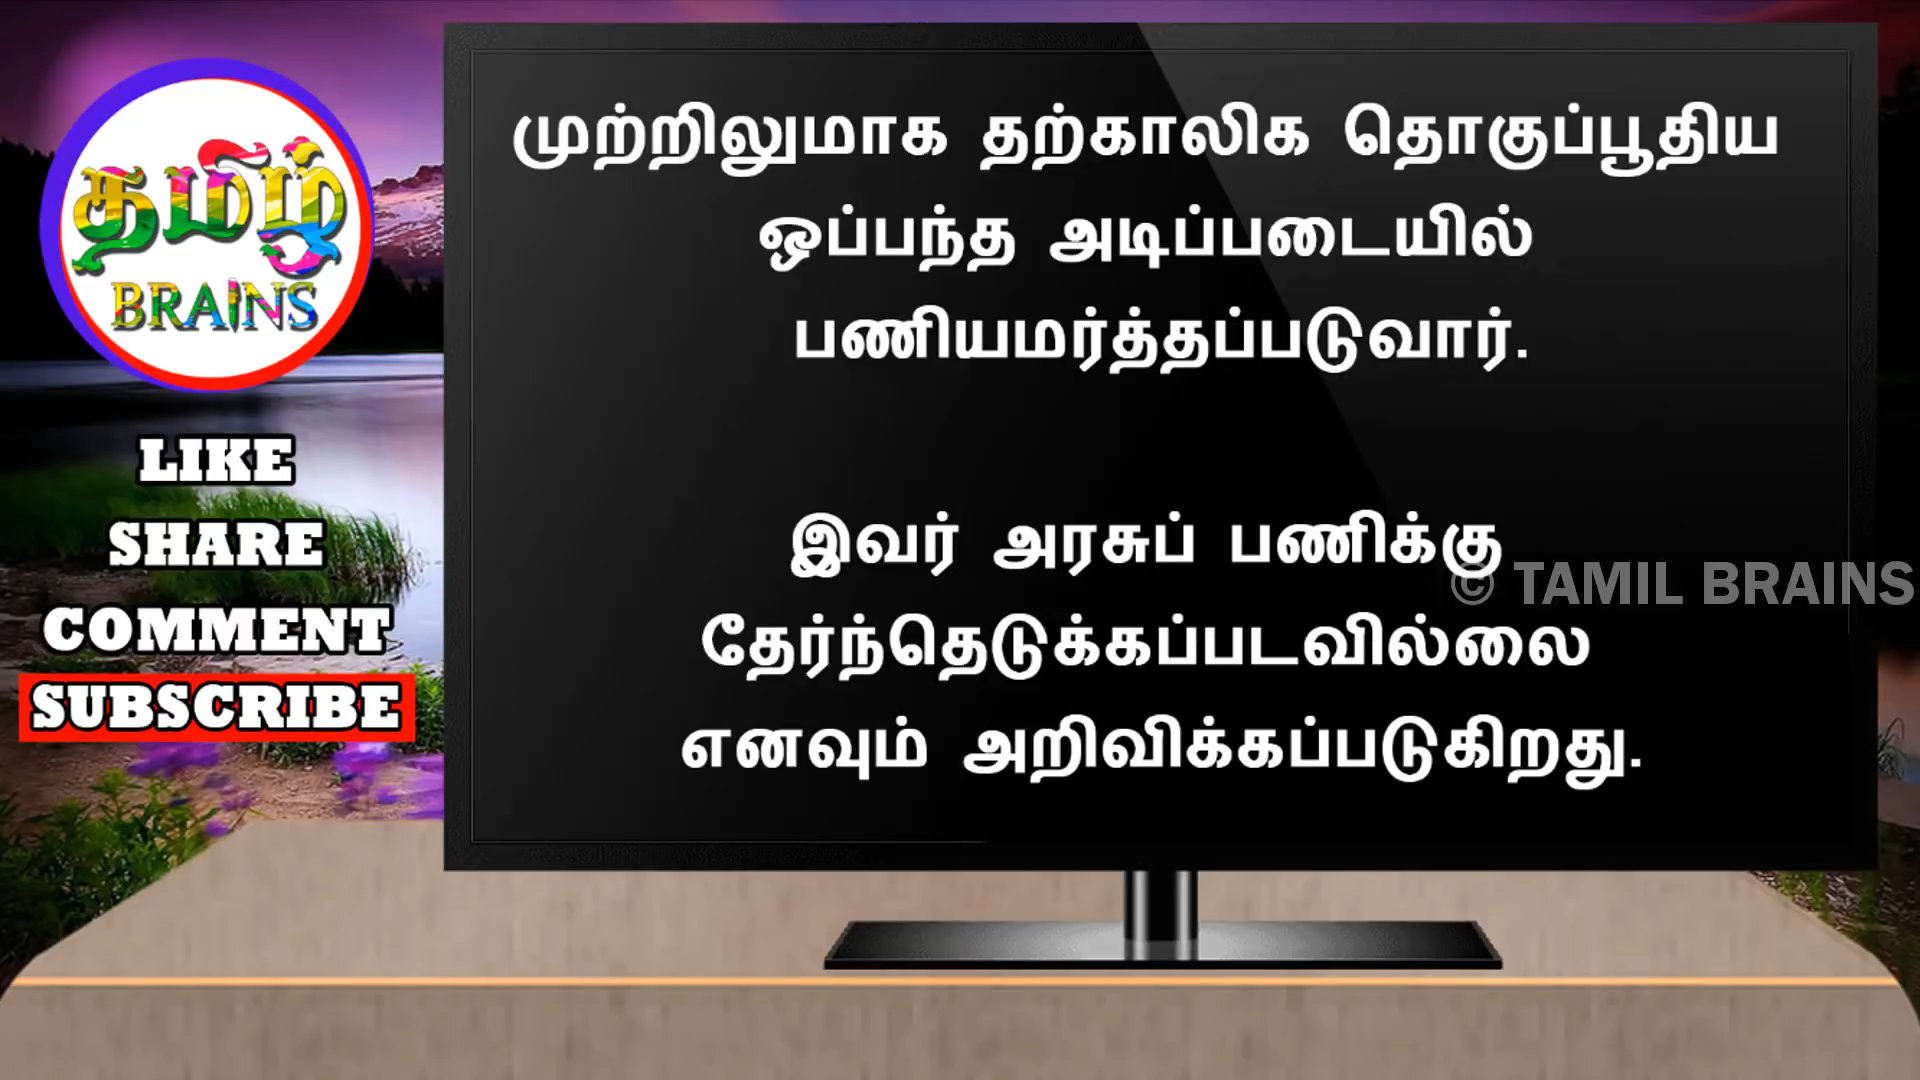 தமிழ்
BRAINS
LIKE
SHARE
COMMENT
SUBSCRIBE
முற்றிலுமாக தற்காலிக தொகுப்பூதிய
ஒப்பந்த அடிப்படையில்
பணியமர்த்தப்படுவார்.
இவர் அரசுப் பணிக்கு
தேர்ந்தெடுக்கப்படவில்லை
எனவும் அறிவிக்கப்படுகிறது.
© TAMIL BRAINS